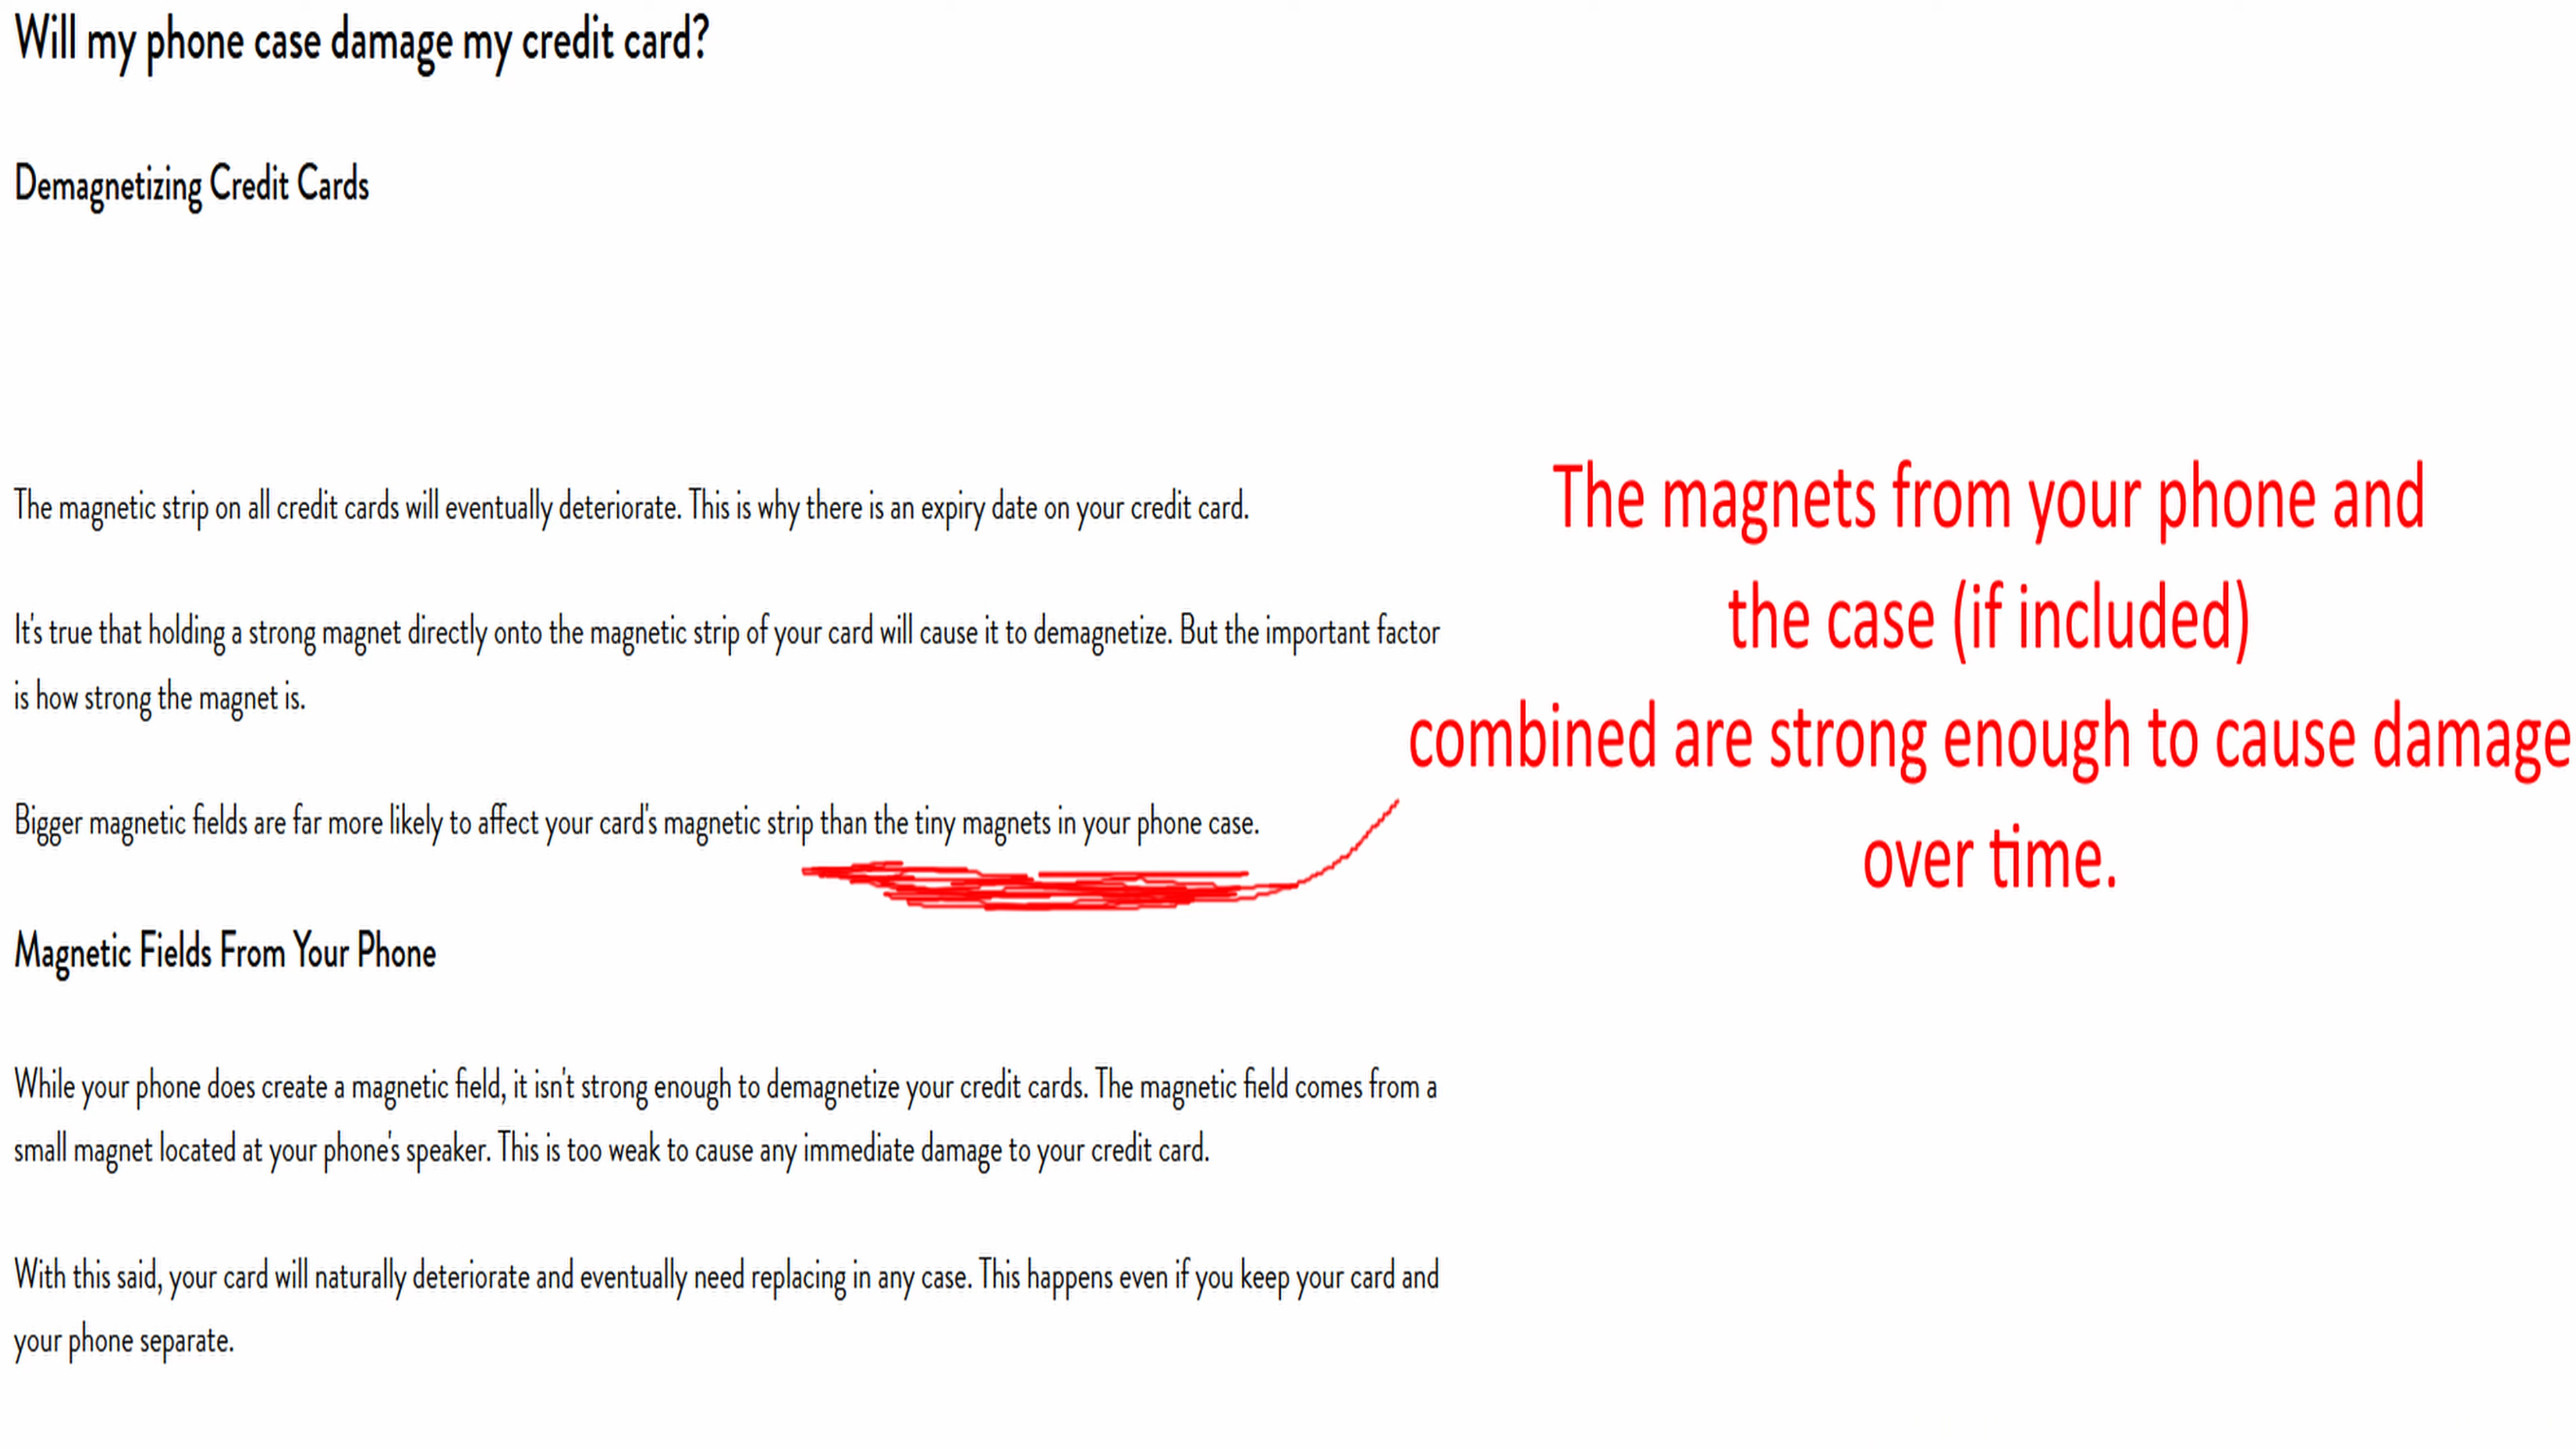 Will my phone case damage my credit card?
Demagnetizing Credit Cards
The magnetic strip on all credit cards will eventually deteriorate. This is why there is an expiry date on your credit card.
It's true that holding a strong magnet directly onto the magnetic strip of your card will cause it to demagnetize. But the important factor
is how strong the magnet is.
Bigger magnetic fields are far more likely to affect your card's magnetic strip than the tiny magnets in your phone case.
The magnets from your phone and
the case (if included)
combined are strong enough to cause damage
over time.
Magnetic Fields From Your Phone
While your phone does create a magnetic field, it isn't strong enough to demagnetize your credit cards. The magnetic field comes from a
small magnet located at your phone's speaker. This is too weak to cause any immediate damage to your credit card.
With this said, your card will naturally deteriorate and eventually need replacing in any case. This happens even if you keep your card and
your phone separate.